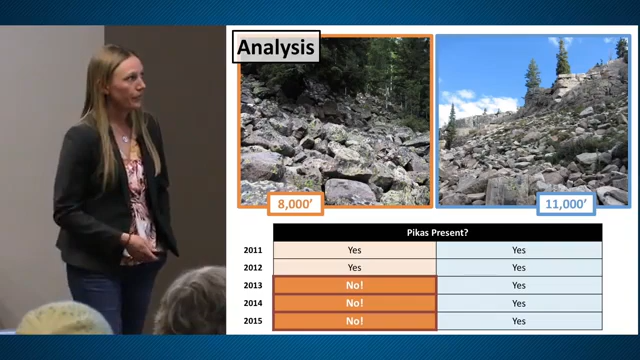 Analysis
8,000’ 11,000’
Pikas Present?
2011 Yes Yes
2012 Yes Yes
2013 No! Yes
2014 No! Yes
2015 No! Yes